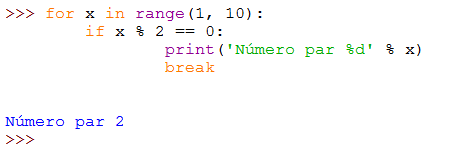 >>> for x in range(1, 10):
        if x % 2 == 0:
                print('Número par %d' % x)
                break

Número par 2
>>>